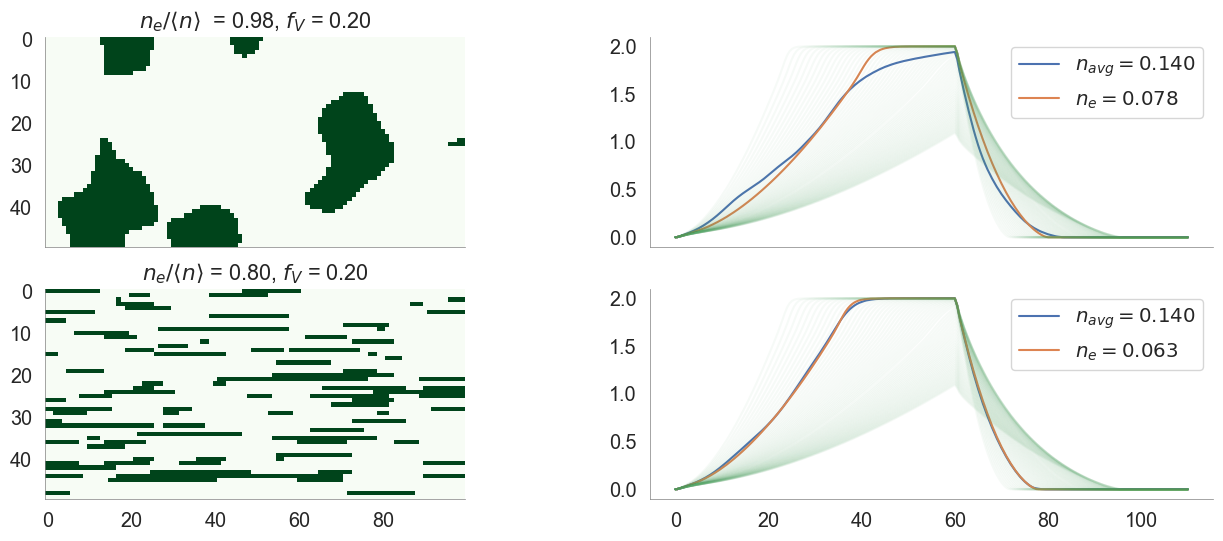 n_e/⟨n⟩ = 0.98, f_V = 0.20
0
10
20
30
40
2.0
1.5
1.0
0.5
0.0
n_avg = 0.140
n_e = 0.078
n_e/⟨n⟩ = 0.80, f_V = 0.20
0
10
20
30
40
0 20 40 60 80
2.0
1.5
1.0
0.5
0.0
n_avg = 0.140
n_e = 0.063
0 20 40 60 80 100